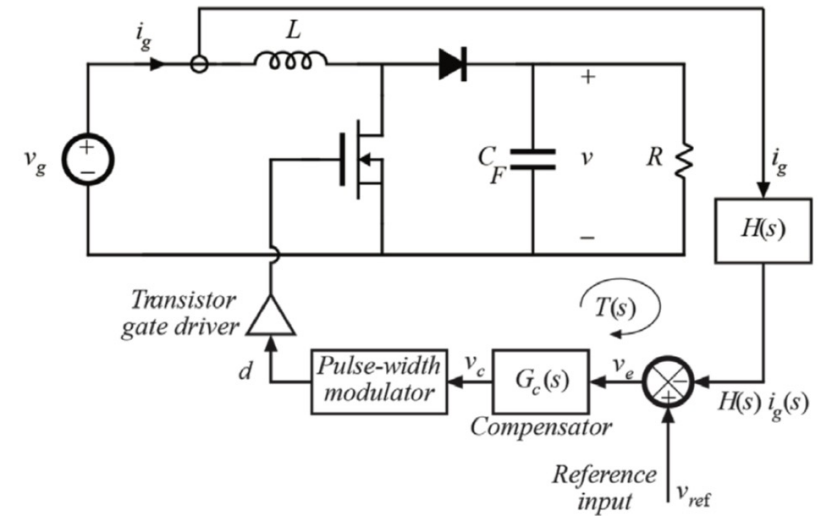 i_g
L
v_g
+
−
C_F
+
v
−
R
i_g
H(s)
Transistor
gate driver
T(s)
d
Pulse-width
modulator
v_c
G_c(s)
v_e
−
+
H(s) i_g(s)
Compensator
Reference
input
v_ref